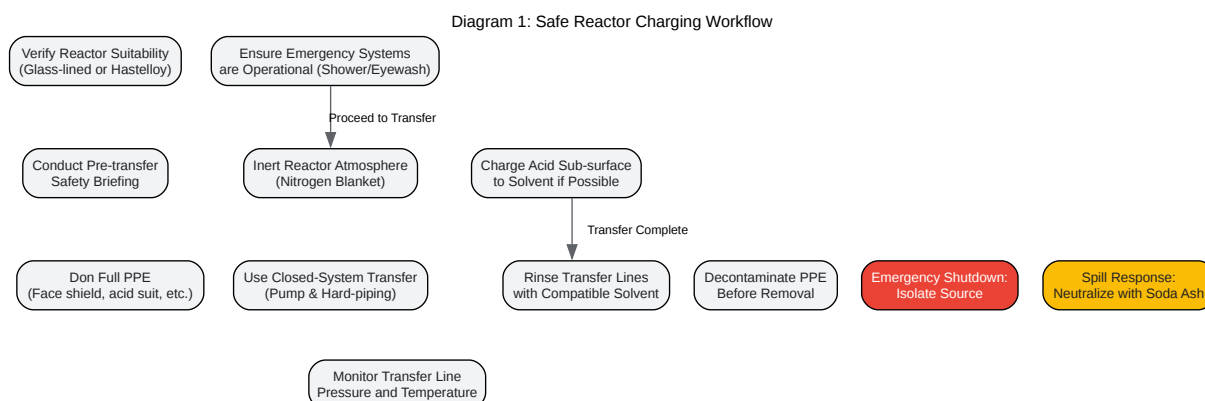 Diagram 1: Safe Reactor Charging Workflow
Verify Reactor Suitability
(Glass-lined or Hastelloy)
Ensure Emergency Systems
are Operational (Shower/Eyewash)
Proceed to Transfer
Conduct Pre-transfer
Safety Briefing
Inert Reactor Atmosphere
(Nitrogen Blanket)
Charge Acid Sub-surface
to Solvent if Possible
Transfer Complete
Don Full PPE
(Face shield, acid suit, etc.)
Use Closed-System Transfer
(Pump & Hard-piping)
Rinse Transfer Lines
with Compatible Solvent
Decontaminate PPE
Before Removal
Emergency Shutdown:
Isolate Source
Spill Response:
Neutralize with Soda Ash
Monitor Transfer Line
Pressure and Temperature